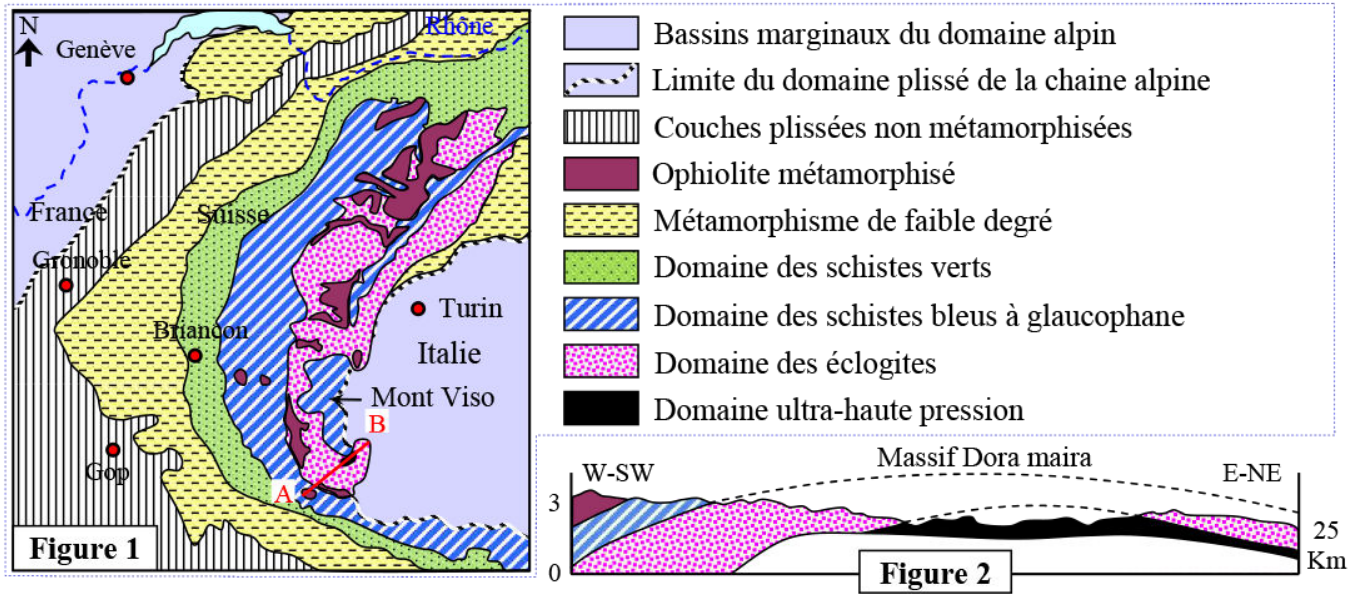 N
Genève
Rhône
France
Suisse
Gronoble
Briançon
Turin
Italie
Mont Viso
B
A
Gop
Figure 1
Bassins marginaux du domaine alpin
Limite du domaine plissé de la chaine alpine
Couches plissées non métamorphisées
Ophiolite métamorphisé
Métamorphisme de faible degré
Domaine des schistes verts
Domaine des schistes bleus à glaucophane
Domaine des éclogites
Domaine ultra-haute pression
W-SW
Massif Dora maira
E-NE
3
0
25
Km
Figure 2